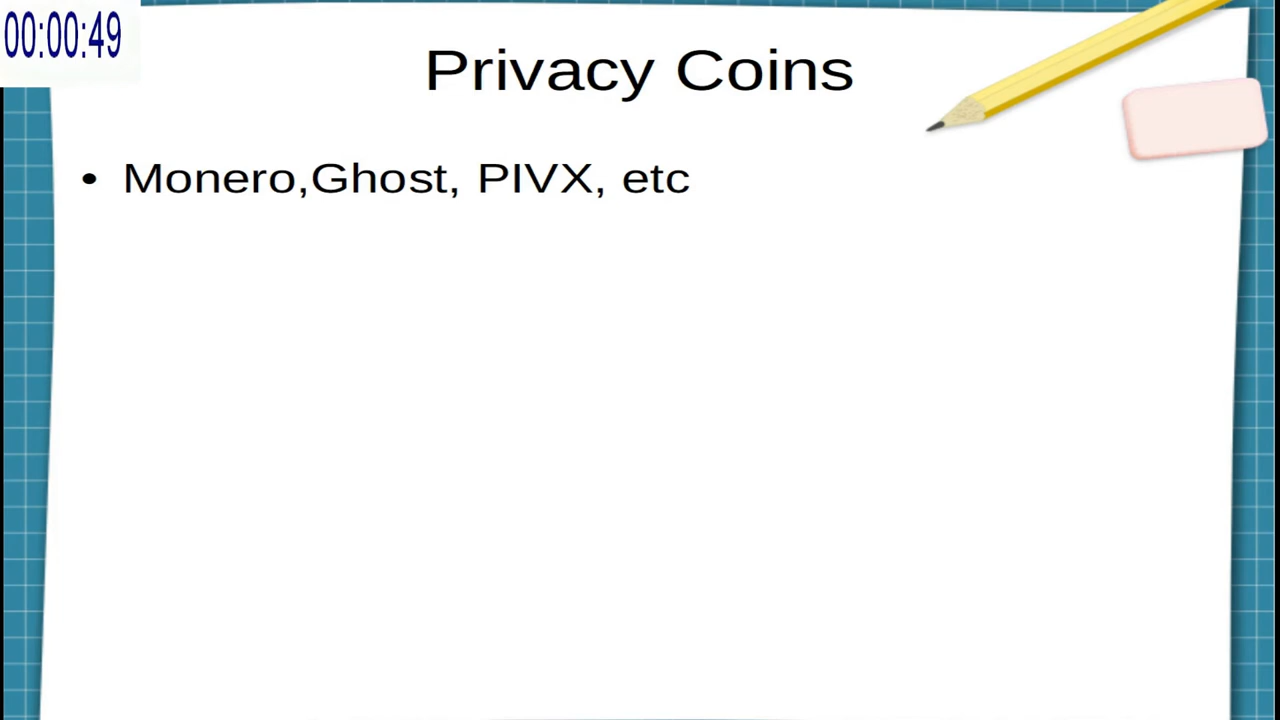 00:00:49
Privacy Coins
• Monero,Ghost, PIVX, etc